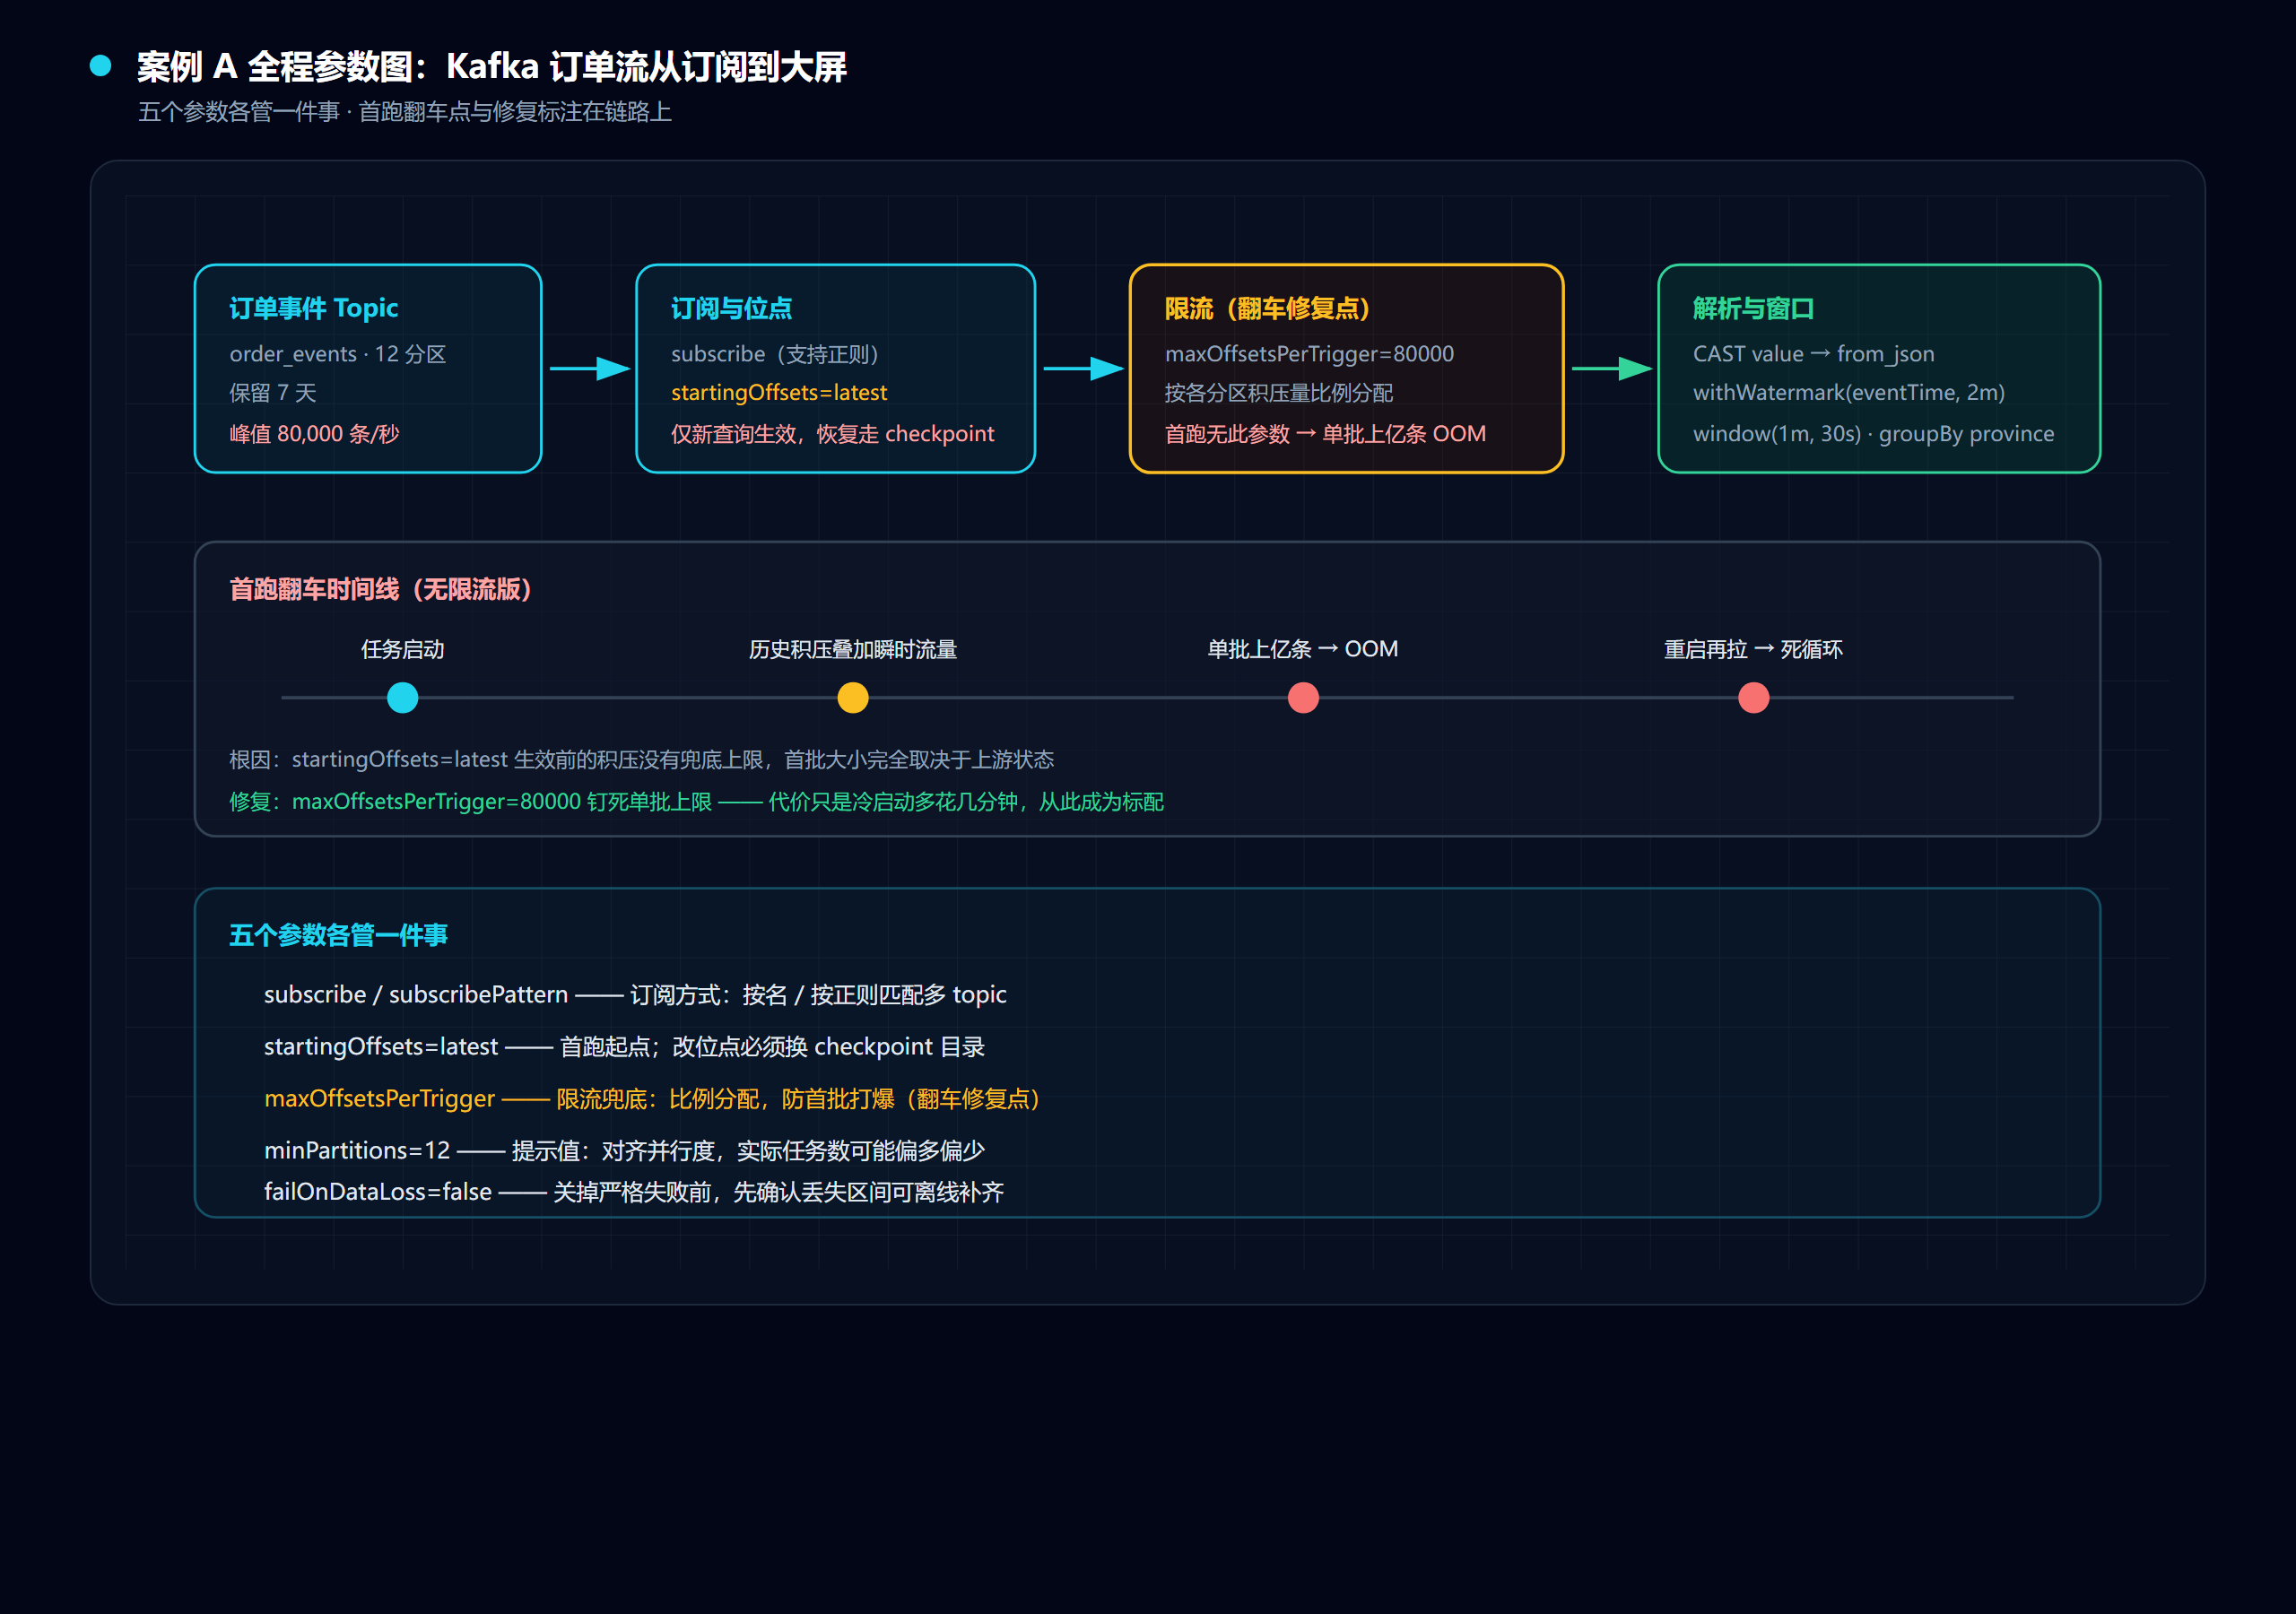 案例 A 全程参数图：Kafka 订单流从订阅到大屏
五个参数各管一件事 · 首跑翻车点与修复标注在链路上
订单事件 Topic
order_events · 12 分区
保留 7 天
峰值 80,000 条/秒
订阅与位点
subscribe（支持正则）
startingOffsets=latest
仅新查询生效，恢复走 checkpoint
限流（翻车修复点）
maxOffsetsPerTrigger=80000
按各分区积压量比例分配
首跑无此参数 → 单批上亿条 OOM
解析与窗口
CAST value → from_json
withWatermark(eventTime, 2m)
window(1m, 30s) · groupBy province
首跑翻车时间线（无限流版）
任务启动
历史积压叠加瞬时流量
单批上亿条 → OOM
重启再拉 → 死循环
根因：startingOffsets=latest 生效前的积压没有兜底上限，首批大小完全取决于上游状态
修复：maxOffsetsPerTrigger=80000 钉死单批上限 —— 代价只是冷启动多花几分钟，从此成为标配
五个参数各管一件事
subscribe / subscribePattern —— 订阅方式：按名 / 按正则匹配多 topic
startingOffsets=latest —— 首跑起点；改位点必须换 checkpoint 目录
maxOffsetsPerTrigger —— 限流兜底：比例分配，防首批打爆（翻车修复点）
minPartitions=12 —— 提示值：对齐并行度，实际任务数可能偏多偏少
failOnDataLoss=false —— 关掉严格失败前，先确认丢失区间可离线补齐